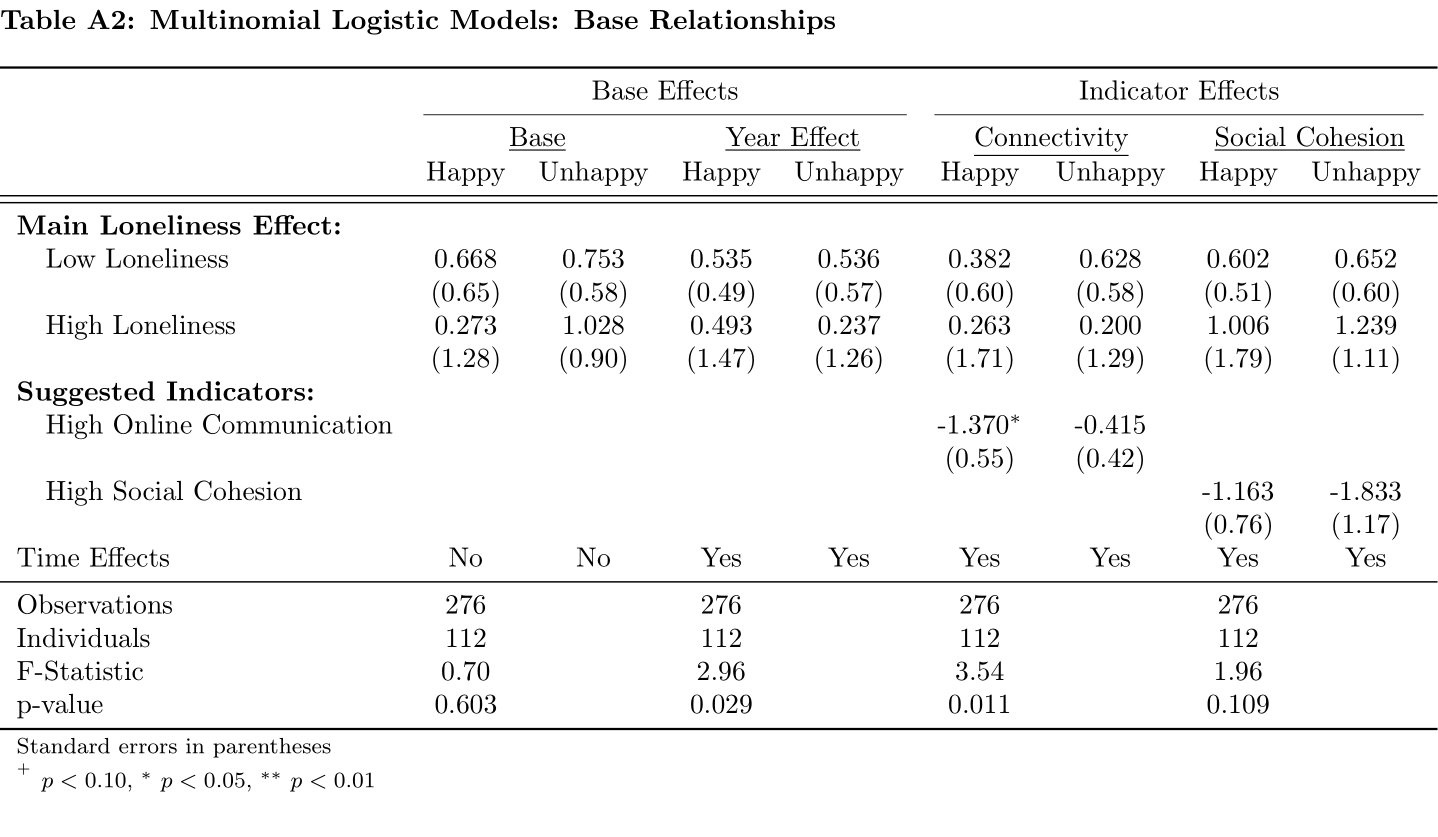 Table A2: Multinomial Logistic Models: Base Relationships
Base Effects Indicator Effects
Base Year Effect Connectivity Social Cohesion
Happy Unhappy Happy Unhappy Happy Unhappy Happy Unhappy
Main Loneliness Effect:
Low Loneliness 0.668 0.753 0.535 0.536 0.382 0.628 0.602 0.652
(0.65) (0.58) (0.49) (0.57) (0.60) (0.58) (0.51) (0.60)
High Loneliness 0.273 1.028 0.493 0.237 0.263 0.200 1.006 1.239
(1.28) (0.90) (1.47) (1.26) (1.71) (1.29) (1.79) (1.11)
Suggested Indicators:
High Online Communication -1.370* -0.415
(0.55) (0.42)
High Social Cohesion -1.163 -1.833
(0.76) (1.17)
Time Effects No No Yes Yes Yes Yes Yes Yes
Observations 276 276 276 276
Individuals 112 112 112 112
F-Statistic 0.70 2.96 3.54 1.96
p-value 0.603 0.029 0.011 0.109
Standard errors in parentheses
+ p < 0.10, * p < 0.05, ** p < 0.01